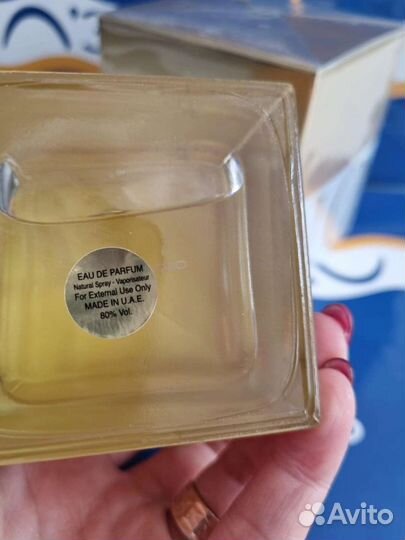 EAU DE PARFUM
Natural Spray - Vaporisateur
For External Use Only
MADE IN U.A.E.
80% Vol.
Avito